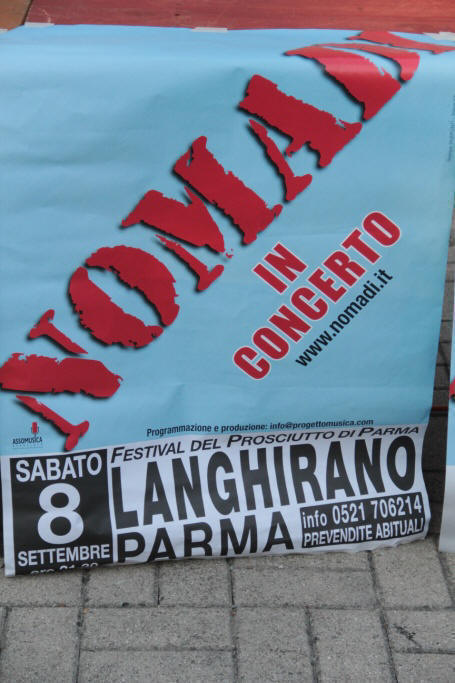 NOMAD
IN
CONCERTO
www.nomadi.it
ASSOMUSICA
Programmazione e produzione: info@progettomusica.com
SABATO
8
SETTEMBRE
FESTIVAL DEL PROSCIUTTO DI PARMA
LANGHIRANO
PARMA
info 0521 706214
PREVENDITE ABITUALI